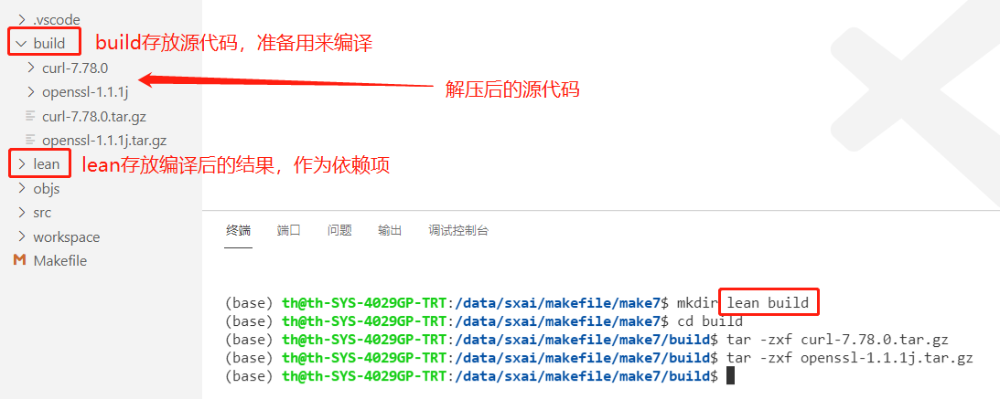 .vscode
build
build存放源代码，准备用来编译
curl-7.78.0
openssl-1.1.1j
解压后的源代码
curl-7.78.0.tar.gz
openssl-1.1.1j.tar.gz
lean
lean存放编译后的结果，作为依赖项
objs
src
workspace
M Makefile
终端 端口 问题 输出 调试控制台
(base) th@th-SYS-4029GP-TRT:/data/sxai/makefile/make7$ mkdir lean build
(base) th@th-SYS-4029GP-TRT:/data/sxai/makefile/make7$ cd build
(base) th@th-SYS-4029GP-TRT:/data/sxai/makefile/make7/build$ tar -zxf curl-7.78.0.tar.gz
(base) th@th-SYS-4029GP-TRT:/data/sxai/makefile/make7/build$ tar -zxf openssl-1.1.1j.tar.gz
(base) th@th-SYS-4029GP-TRT:/data/sxai/makefile/make7/build$